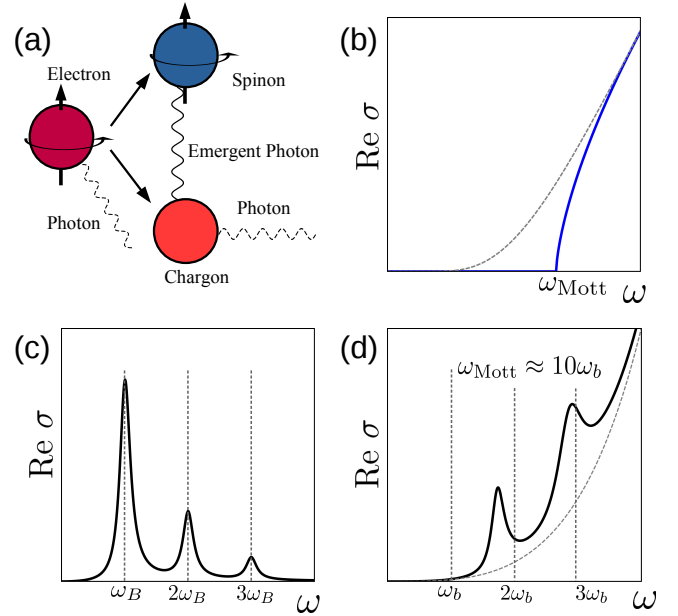 (a)
Electron
Spinon
Emergent Photon
Photon
Photon
Chargon
(b)
Re σ
ω_Mott
ω
(c)
Re σ
ω_B
2ω_B
3ω_B
ω
(d)
ω_Mott ≈ 10ω_b
Re σ
ω_b
2ω_b
3ω_b
ω